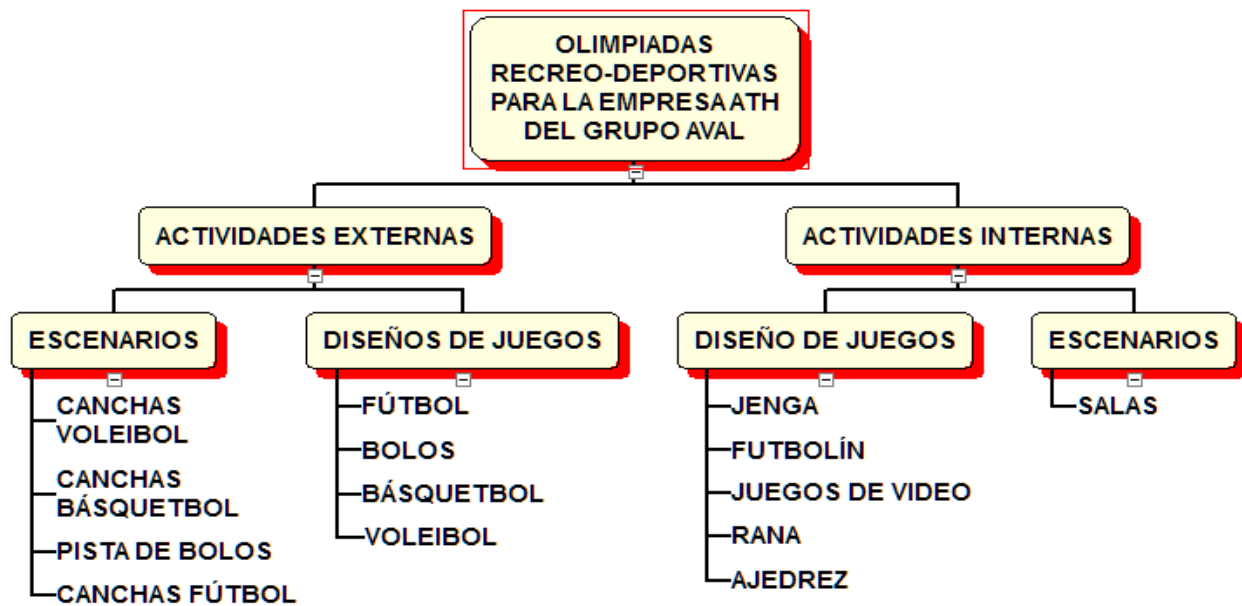 OLIMPIADAS
RECREO-DEPORTIVAS
PARA LA EMPRESA ATH
DEL GRUPO AVAL
ACTIVIDADES EXTERNAS
ACTIVIDADES INTERNAS
ESCENARIOS
DISEÑOS DE JUEGOS
DISEÑO DE JUEGOS
ESCENARIOS
CANCHAS
VOLEIBOL
CANCHAS
BÁSQUETBOL
PISTA DE BOLOS
CANCHAS FÚTBOL
FÚTBOL
BOLOS
BÁSQUETBOL
VOLEIBOL
JENGA
FUTBOLÍN
JUEGOS DE VIDEO
RANA
AJEDREZ
SALAS